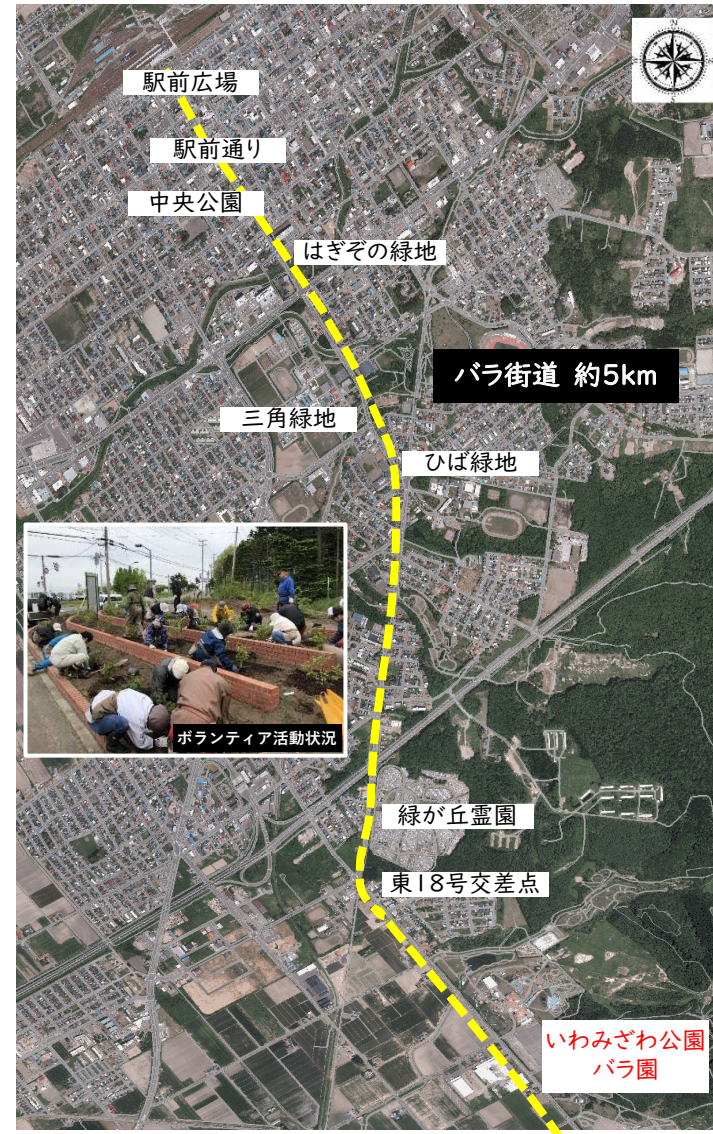 駅前広場
駅前通り
中央公園
はぎぞの緑地
バラ街道 約5km
三角緑地
ひば緑地
ボランティア活動状況
緑が丘霊園
東18号交差点
いわみざわ公園
バラ園